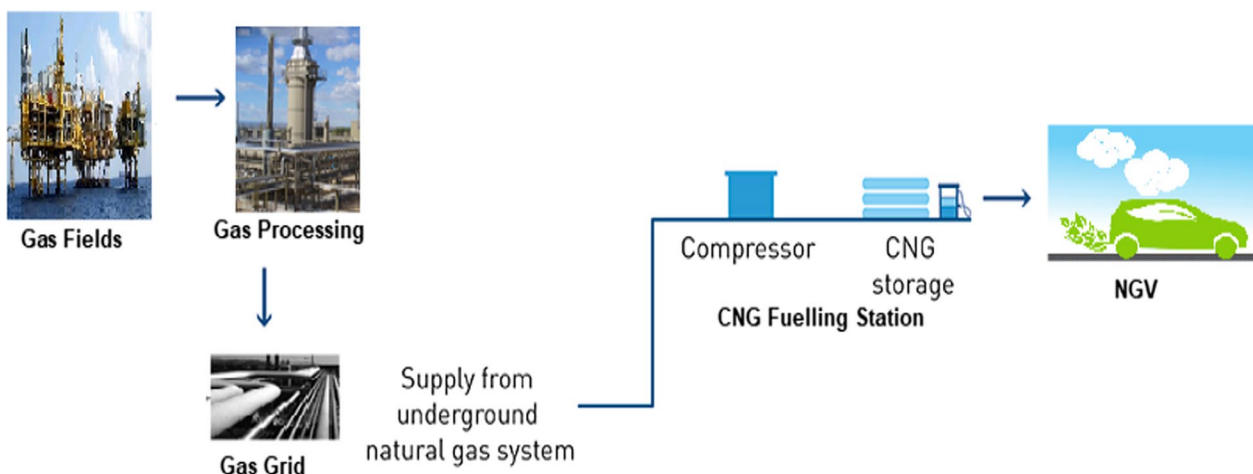 Gas Fields
Gas Processing
Gas Grid
Supply from
underground
natural gas system
Compressor
CNG
storage
CNG Fuelling Station
NGV